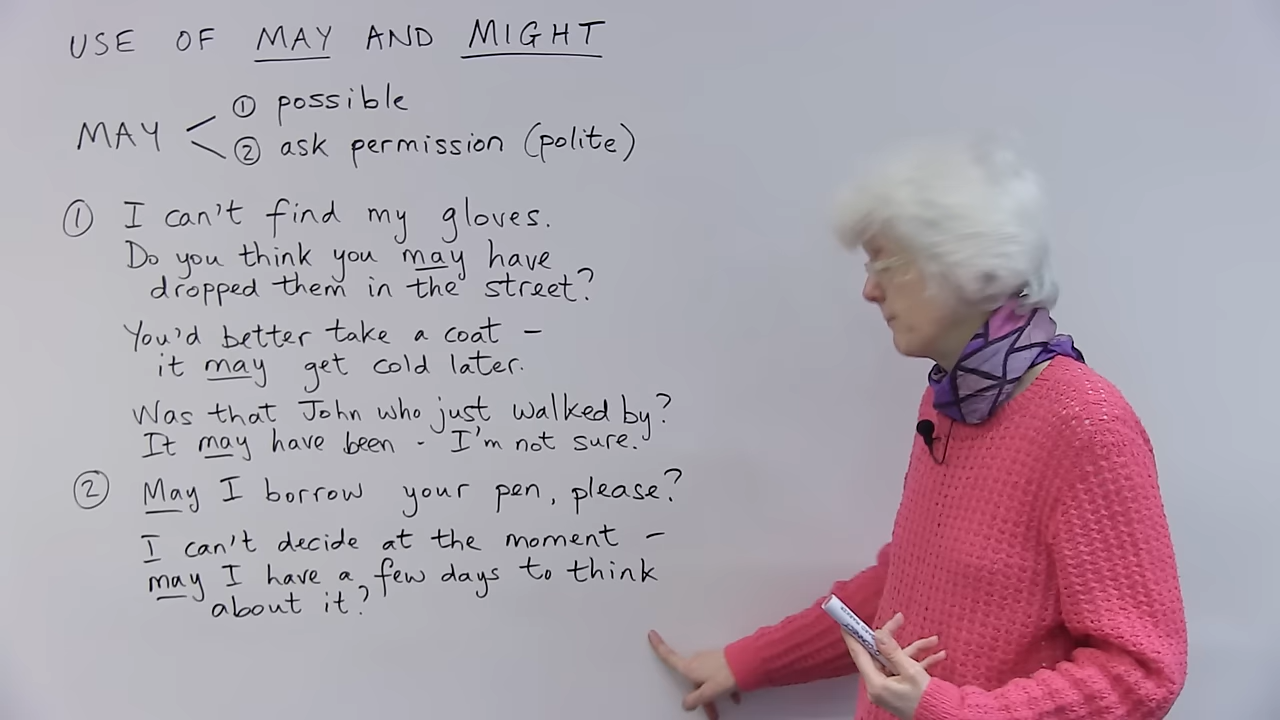 USE OF MAY AND MIGHT
MAY
① possible
② ask permission (polite)
① I can't find my gloves.
Do you think you may have
dropped them in the street?
You'd better take a coat –
it may get cold later.
Was that John who just walked by?
It may have been - I'm not sure.
② May I borrow your pen, please?
I can't decide at the moment –
may I have a few days to think
about it?